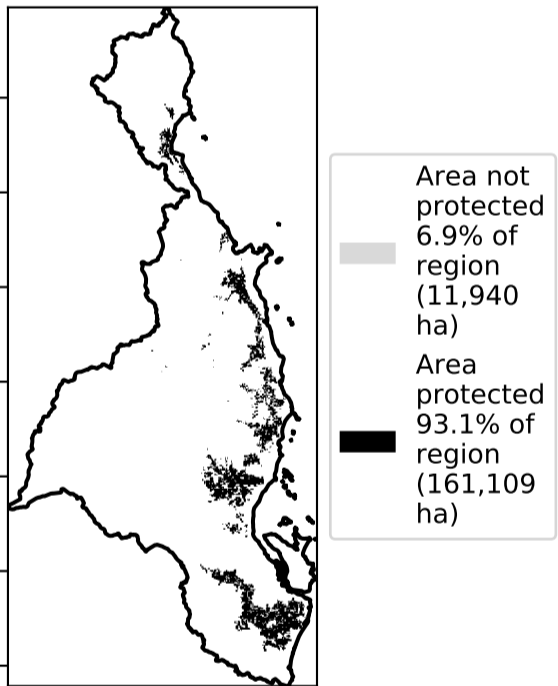 Area not
protected
6.9% of
region
(11,940
ha)
Area
protected
93.1% of
region
(161,109
ha)